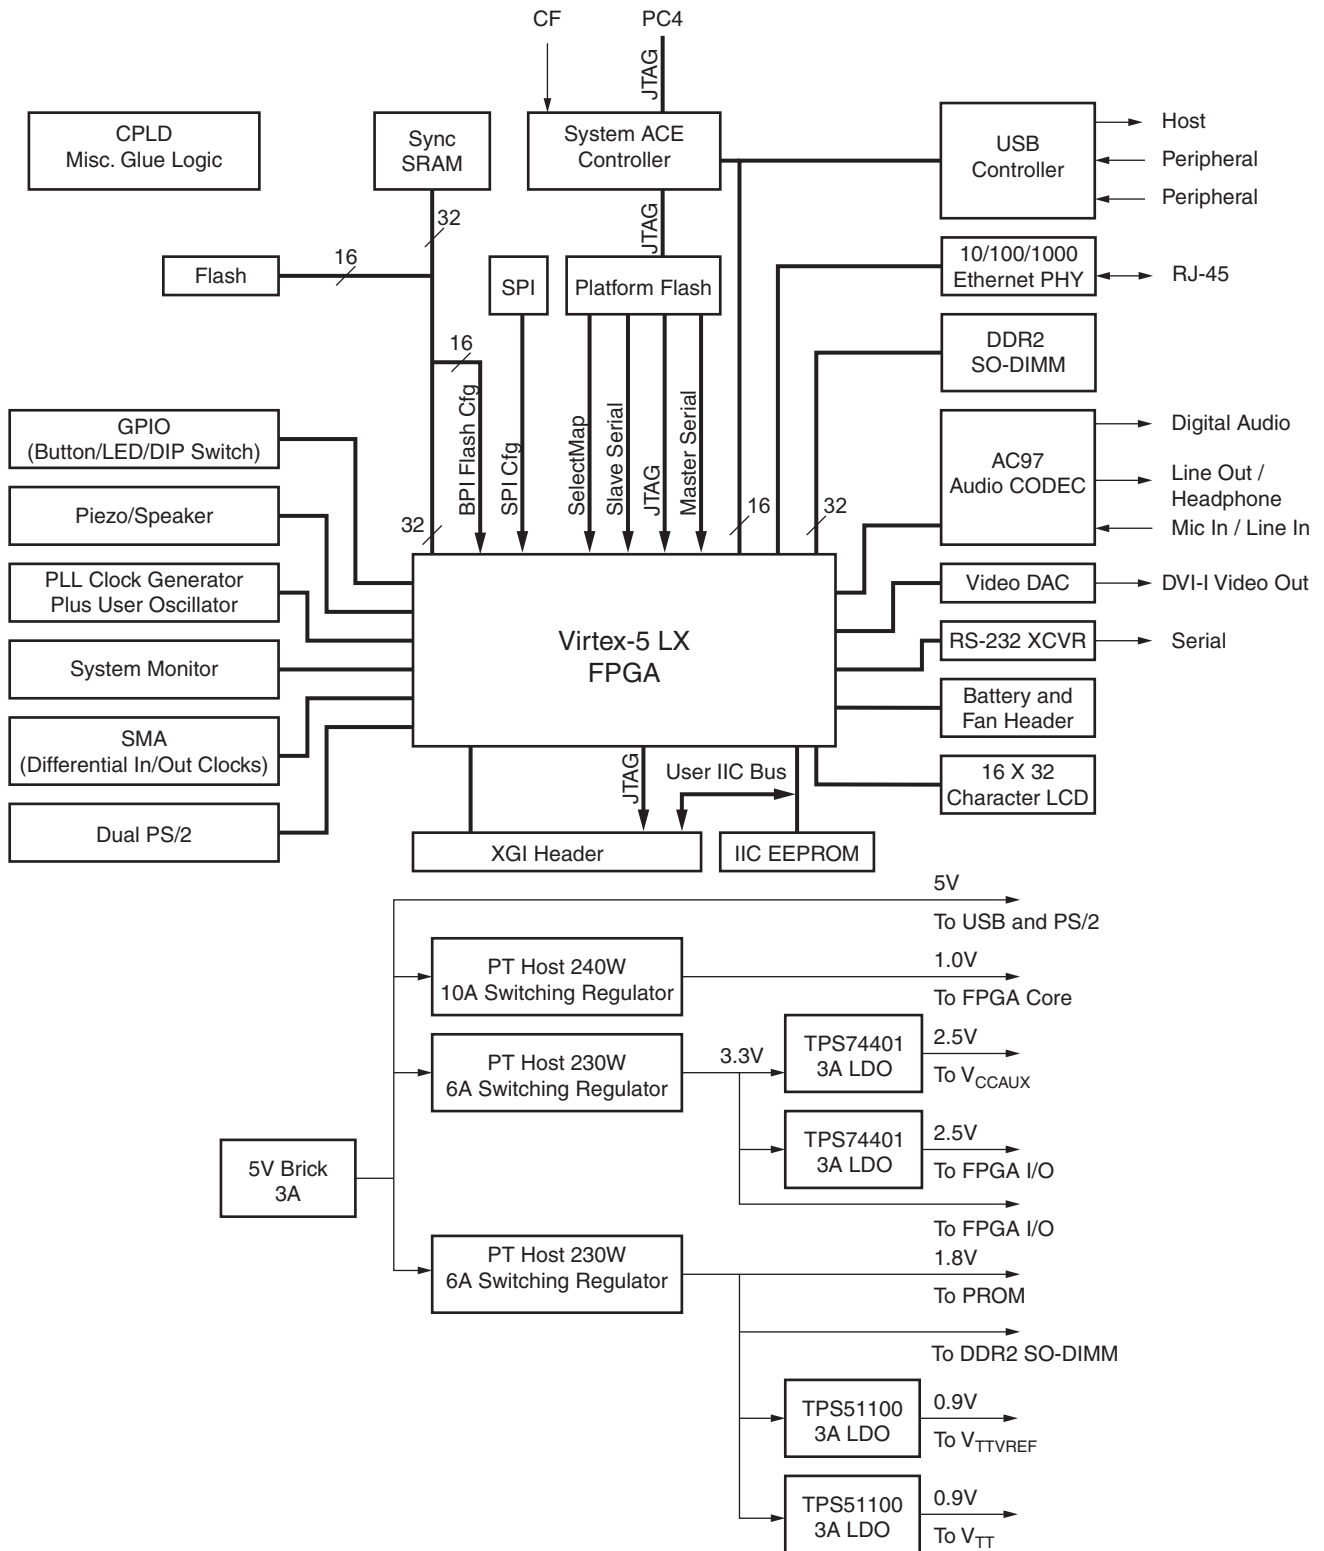 CF
PC4
JTAG
CPLD
Misc. Glue Logic
Sync
SRAM
System ACE
Controller
USB
Controller
Host
Peripheral
Peripheral
32
JTAG
16
Flash
SPI
Platform Flash
10/100/1000
Ethernet PHY
RJ-45
16
DDR2
SO-DIMM
BPI Flash Cfg
SPI Cfg
SelectMap
Slave Serial
JTAG
Master Serial
GPIO
(Button/LED/DIP Switch)
AC97
Audio CODEC
Digital Audio
Line Out /
Headphone
Mic In / Line In
32
16
32
Piezo/Speaker
PLL Clock Generator
Plus User Oscillator
Video DAC
DVI-I Video Out
Virtex-5 LX
FPGA
RS-232 XCVR
Serial
System Monitor
Battery and
Fan Header
SMA
(Differential In/Out Clocks)
JTAG
User IIC Bus
16 X 32
Character LCD
Dual PS/2
XGI Header
IIC EEPROM
5V
To USB and PS/2
PT Host 240W
10A Switching Regulator
1.0V
To FPGA Core
PT Host 230W
6A Switching Regulator
3.3V
TPS74401
3A LDO
2.5V
To VCCAUX
TPS74401
3A LDO
2.5V
To FPGA I/O
5V Brick
3A
To FPGA I/O
PT Host 230W
6A Switching Regulator
1.8V
To PROM
To DDR2 SO-DIMM
TPS51100
3A LDO
0.9V
To VTTVREF
TPS51100
3A LDO
0.9V
To VTT